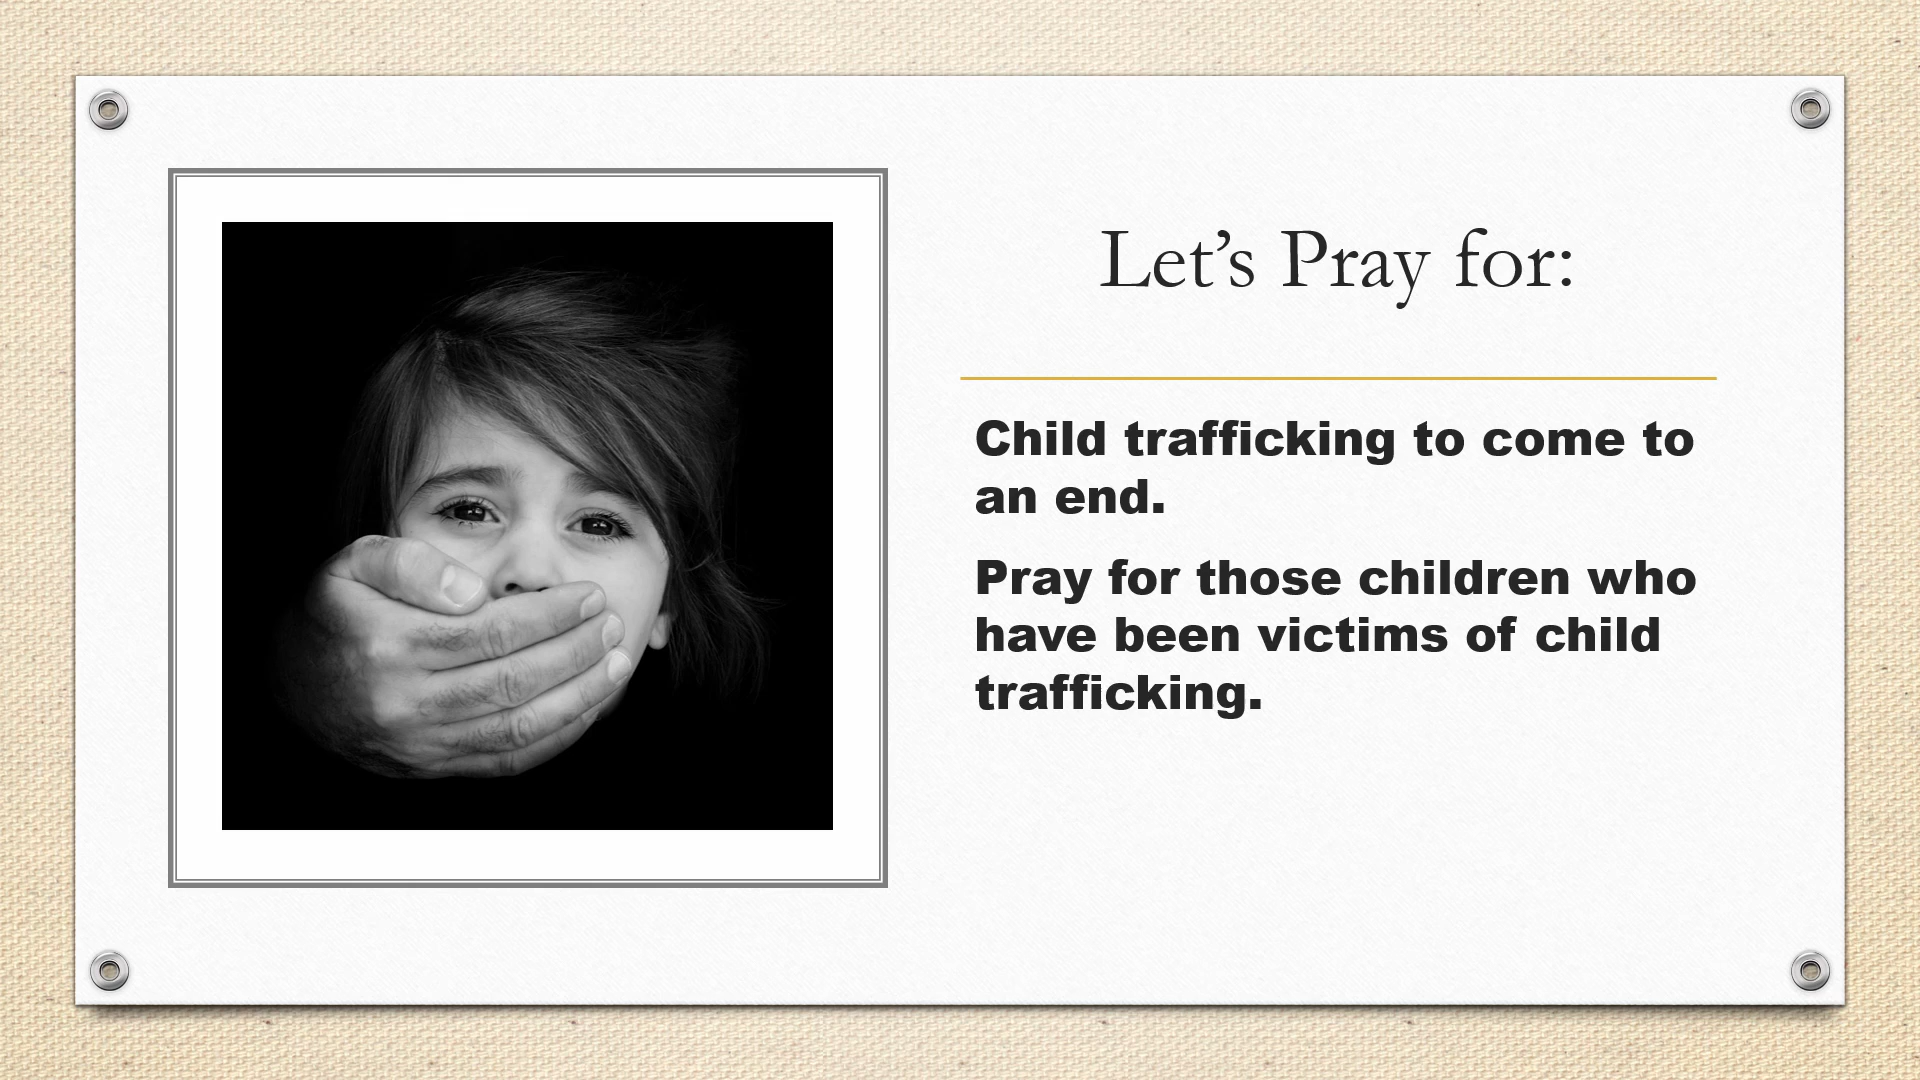 Let’s Pray for:
Child trafficking to come to
an end.
Pray for those children who
have been victims of child
trafficking.